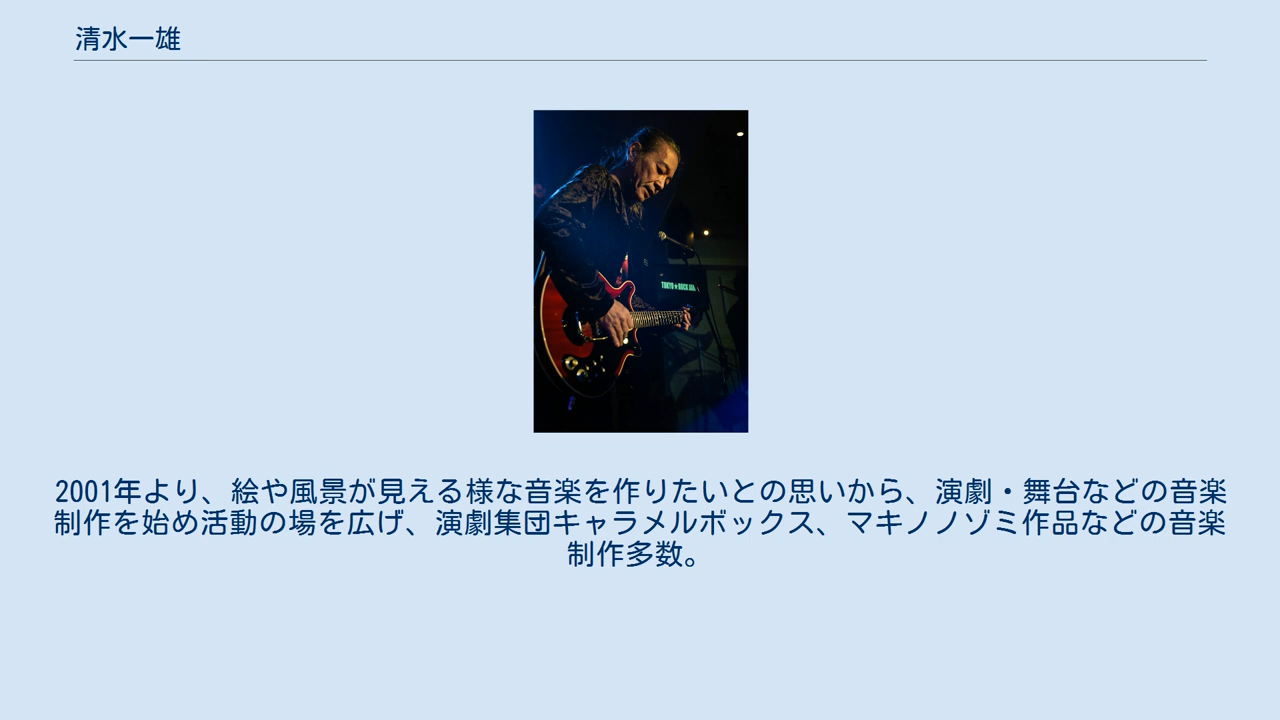 清水一雄
TOKYO★ROCK
2001年より、絵や風景が見える様な音楽を作りたいとの思いから、演劇・舞台などの音楽
制作を始め活動の場を広げ、演劇集団キャラメルボックス、マキノノゾミ作品などの音楽
制作多数。